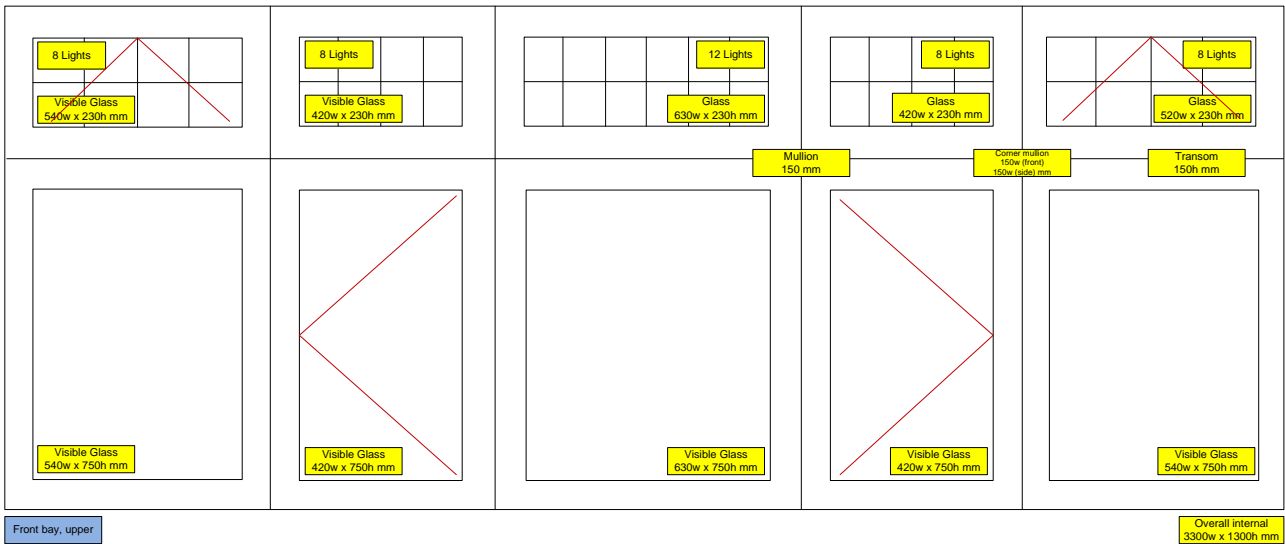 8 Lights
8 Lights
12 Lights
8 Lights
8 Lights
Visible Glass
540w x 230h mm
Visible Glass
420w x 230h mm
Glass
630w x 230h mm
Glass
420w x 230h mm
Glass
520w x 230h mm
Mullion
150 mm
Corner mullion
150w (front)
150w (side) mm
Transom
150h mm
Visible Glass
540w x 750h mm
Visible Glass
420w x 750h mm
Visible Glass
630w x 750h mm
Visible Glass
420w x 750h mm
Visible Glass
540w x 750h mm
Front bay, upper
Overall internal
3300w x 1300h mm